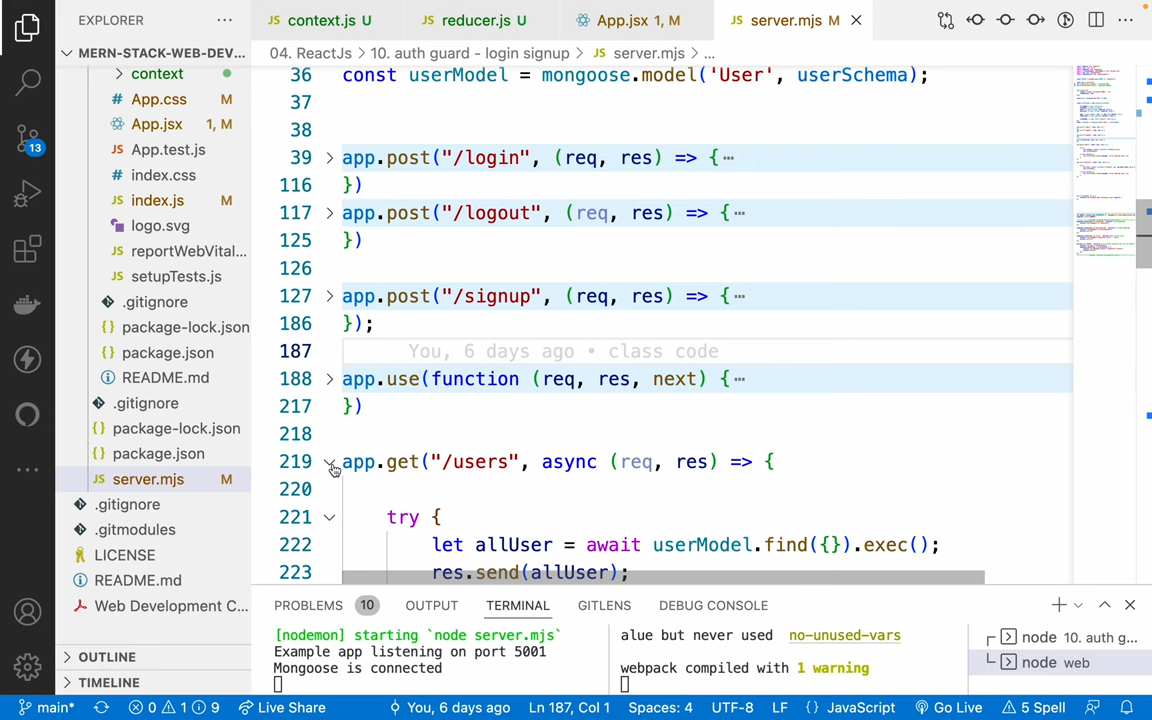 EXPLORER
JS context.js U
JS reducer.js U
App.jsx 1, M
JS server.mjs M
MERN-STACK-WEB-DEV...
04. ReactJs > 10. auth guard - login signup > JS server.mjs > ...
context
# App.css M
App.jsx 1, M
JS App.test.js
# index.css
JS index.js M
logo.svg
JS reportWebVital...
JS setupTests.js
.gitignore
{} package-lock.json
{} package.json
README.md
.gitignore
{} package-lock.json
{} package.json
JS server.mjs M
.gitignore
.gitmodules
LICENSE
README.md
Web Development C...
OUTLINE
TIMELINE
13
36 const userModel = mongoose.model('User', userSchema);
37
38
39 > app.post("/login", (req, res) => {⋯
116 })
117 > app.post("/logout", (req, res) => {⋯
125 })
126
127 > app.post("/signup", (req, res) => {⋯
186 });
187 You, 6 days ago • class code
188 > app.use(function (req, res, next) {⋯
217 })
218
219 app.get("/users", async (req, res) => {
220
221 try {
222 let allUser = await userModel.find({}).exec();
223 res.send(allUser);
PROBLEMS 10 OUTPUT TERMINAL GITLENS DEBUG CONSOLE
[nodemon] starting `node server.mjs`
Example app listening on port 5001
Mongoose is connected
alue but never used no-unused-vars
webpack compiled with 1 warning
node 10. auth g...
node web
main* 0 1 9 Live Share You, 6 days ago Ln 187, Col 1 Spaces: 4 UTF-8 LF {} JavaScript Go Live 5 Spell